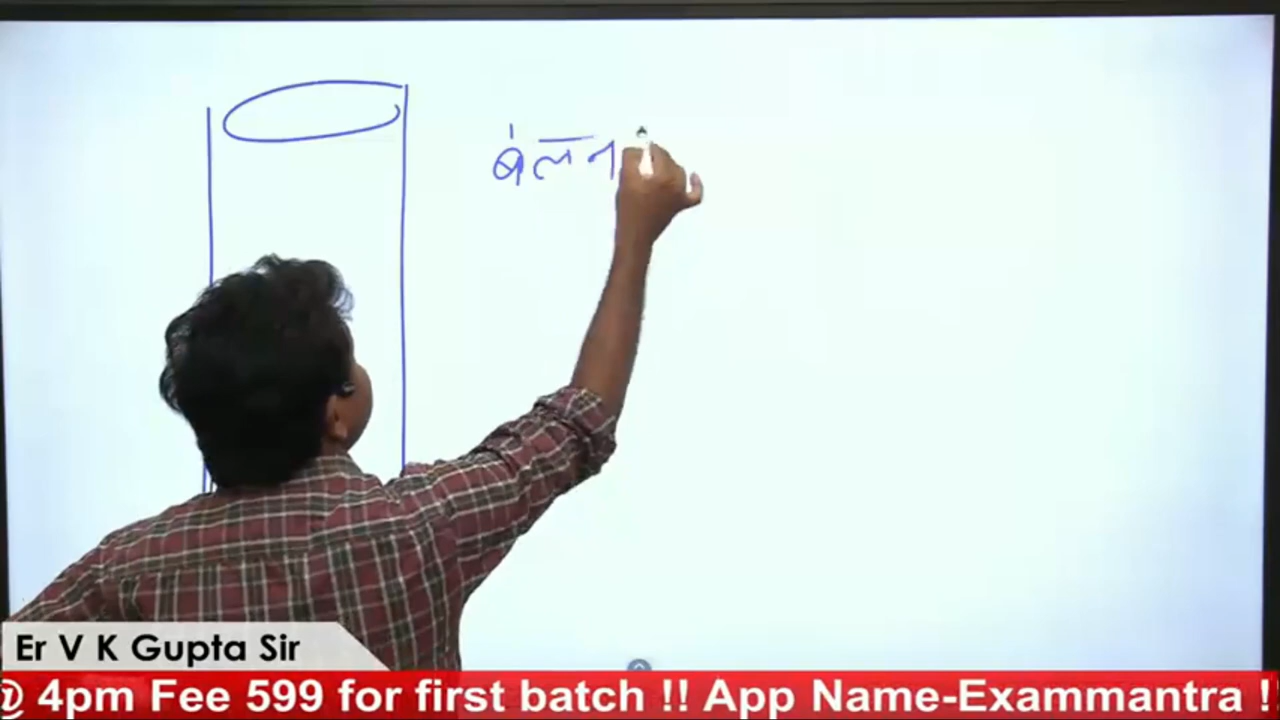 बेलन
Er V K Gupta Sir
@ 4pm Fee 599 for first batch !! App Name-Exammantra !